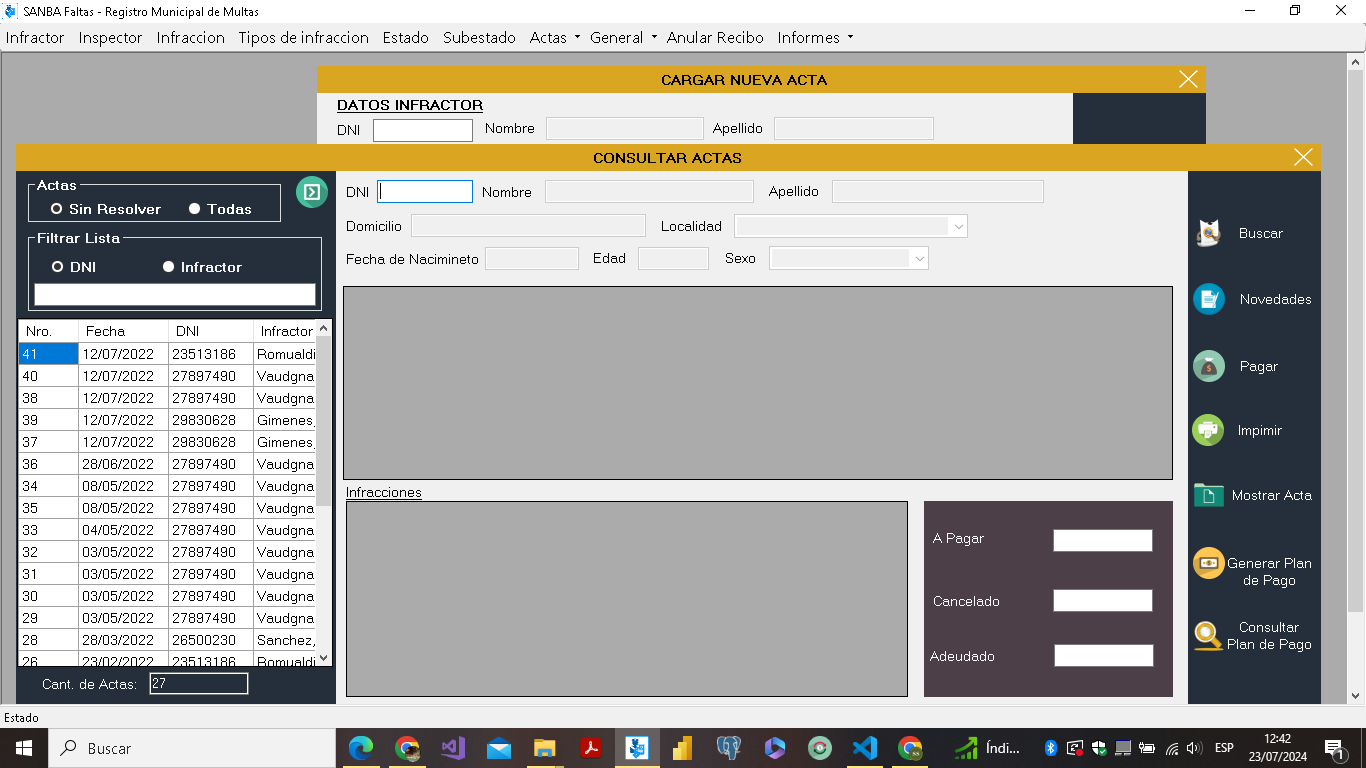 SANBA Faltas - Registro Municipal de Multas
Infractor Inspector Infraccion Tipos de infraccion Estado Subestado Actas General Anular Recibo Informes
CARGAR NUEVA ACTA
DATOS INFRACTOR
DNI Nombre Apellido
CONSULTAR ACTAS
Actas
Sin Resolver Todas
Filtrar Lista
DNI Infractor
Nro. Fecha DNI Infractor
41 12/07/2022 23513186 Romualdi
40 12/07/2022 27897490 Vaudgna
38 12/07/2022 27897490 Vaudgna
39 12/07/2022 29830628 Gimenes,
37 12/07/2022 29830628 Gimenes,
36 28/06/2022 27897490 Vaudgna
34 08/05/2022 27897490 Vaudgna
35 08/05/2022 27897490 Vaudgna
33 04/05/2022 27897490 Vaudgna
32 03/05/2022 27897490 Vaudgna
31 03/05/2022 27897490 Vaudgna
30 03/05/2022 27897490 Vaudgna
29 03/05/2022 27897490 Vaudgna
28 28/03/2022 26500230 Sanchez,
26 23/02/2022 23513186 Romualdi
Cant. de Actas: 27
DNI Nombre Apellido
Domicilio Localidad
Fecha de Nacimineto Edad Sexo
Infracciones
A Pagar
Cancelado
Adeudado
Buscar
Novedades
Pagar
Impimir
Mostrar Acta
Generar Plan
de Pago
Consultar
Plan de Pago
Estado
Buscar
Índi...
ESP
12:42
23/07/2024
1